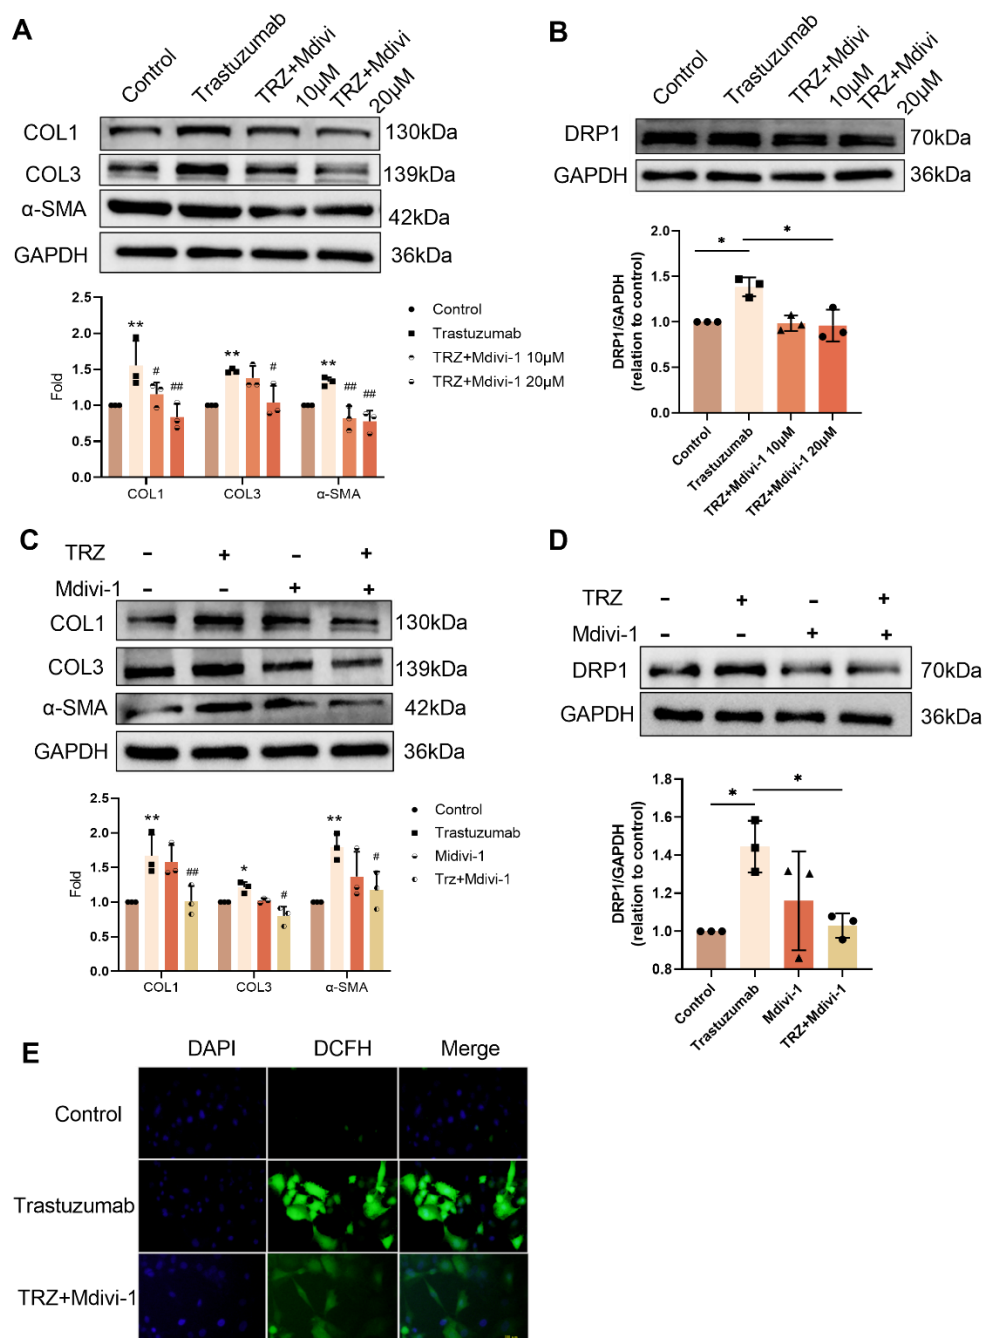 A
Control
Trastuzumab
TRZ+Mdivi
10μM
TRZ+Mdivi
20μM
COL1
130kDa
COL3
139kDa
α-SMA
42kDa
GAPDH
36kDa
Fold
2.5
2.0
1.5
1.0
0.5
0.0
**
#
##
**
#
**
##
##
COL1
COL3
α-SMA
Control
Trastuzumab
TRZ+Mdivi-1 10μM
TRZ+Mdivi-1 20μM
B
Control
Trastuzumab
TRZ+Mdivi
10μM
TRZ+Mdivi
20μM
DRP1
70kDa
GAPDH
36kDa
DRP1/GAPDH
(relation to control)
2.0
1.5
1.0
0.5
0.0
*
*
Control
Trastuzumab
TRZ+Mdivi-1 10μM
TRZ+Mdivi-1 20μM
C
TRZ - + - +
Mdivi-1 - - + +
COL1
130kDa
COL3
139kDa
α-SMA
42kDa
GAPDH
36kDa
Fold
2.5
2.0
1.5
1.0
0.5
0.0
**
##
*
#
**
#
COL1
COL3
α-SMA
Control
Trastuzumab
Midivi-1
Trz+Mdivi-1
D
TRZ - + - +
Mdivi-1 - - + +
DRP1
70kDa
GAPDH
36kDa
DRP1/GAPDH
(relation to control)
1.8
1.6
1.4
1.2
1.0
0.8
*
*
Control
Trastuzumab
Mdivi-1
TRZ+Mdivi-1
E
DAPI
DCFH
Merge
Control
Trastuzumab
TRZ+Mdivi-1